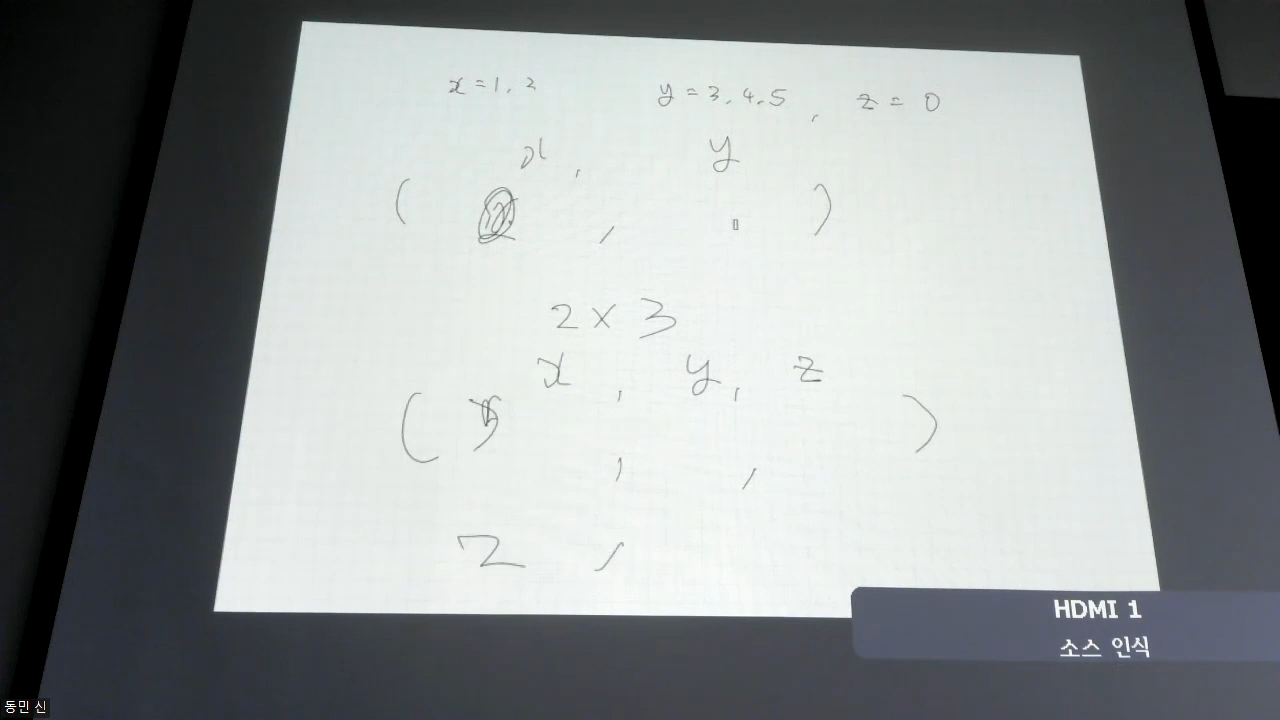 x = 1, 2 y = 3, 4, 5, z = 0
x, y
( , )
2 x 3
x, y, z
( , , )
2,
HDMI 1
소스 인식
동민 신